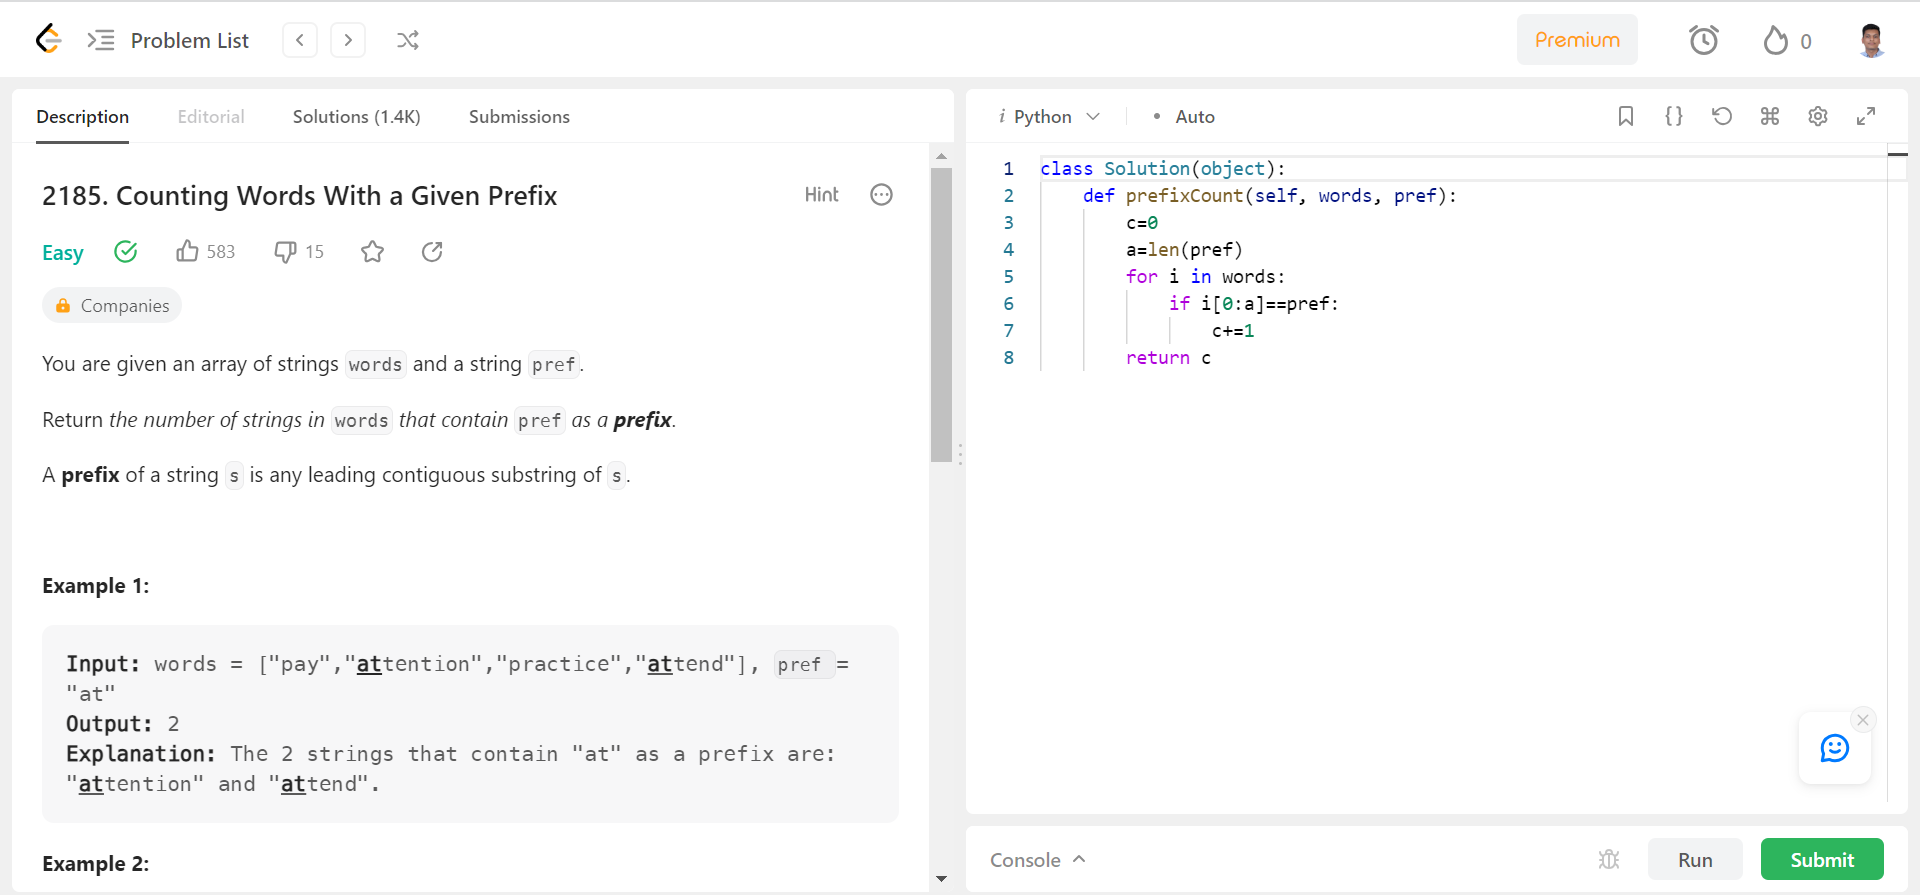 Problem List
Premium
0
Description Editorial Solutions (1.4K) Submissions
2185. Counting Words With a Given Prefix
Hint
Easy 583 15
Companies
You are given an array of strings words and a string pref.
Return the number of strings in words that contain pref as a prefix.
A prefix of a string s is any leading contiguous substring of s.
Example 1:
Input: words = ["pay","attention","practice","attend"], pref =
"at"
Output: 2
Explanation: The 2 strings that contain "at" as a prefix are:
"attention" and "attend".
Example 2:
i Python • Auto
1 class Solution(object):
2 def prefixCount(self, words, pref):
3 c=0
4 a=len(pref)
5 for i in words:
6 if i[0:a]==pref:
7 c+=1
8 return c
Console
Run
Submit